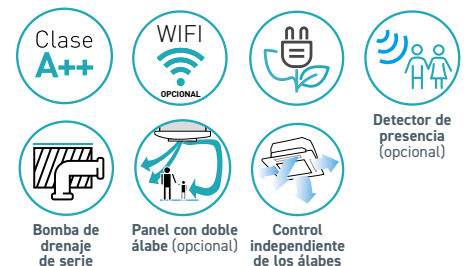 Clase
A++
WIFI
OPCIONAL
Detector de
presencia
(opcional)
Bomba de
drenaje
de serie
Panel con doble
álabe (opcional)
Control
independiente
de los álabes